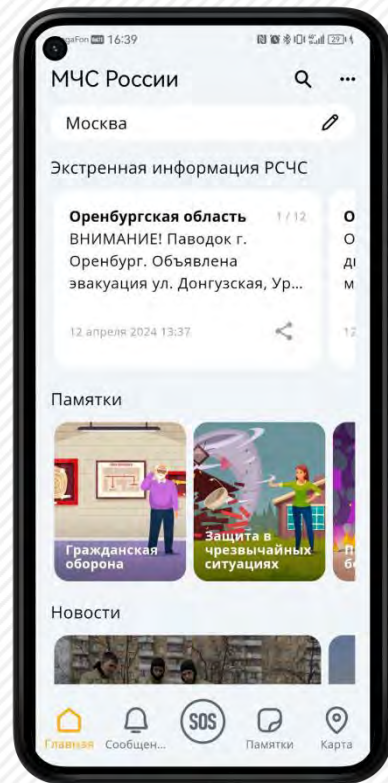 16:39
29
МЧС России
Москва
Экстренная информация РСЧС
Оренбургская область 1 / 12
ВНИМАНИЕ! Паводок г.
Оренбург. Объявлена
эвакуация ул. Донгузская, Ур...
12 апреля 2024 13:37
Памятки
Гражданская
оборона
Защита в
чрезвычайных
ситуациях
Новости
SOS
Главная
Сообщен...
Памятки
Карта